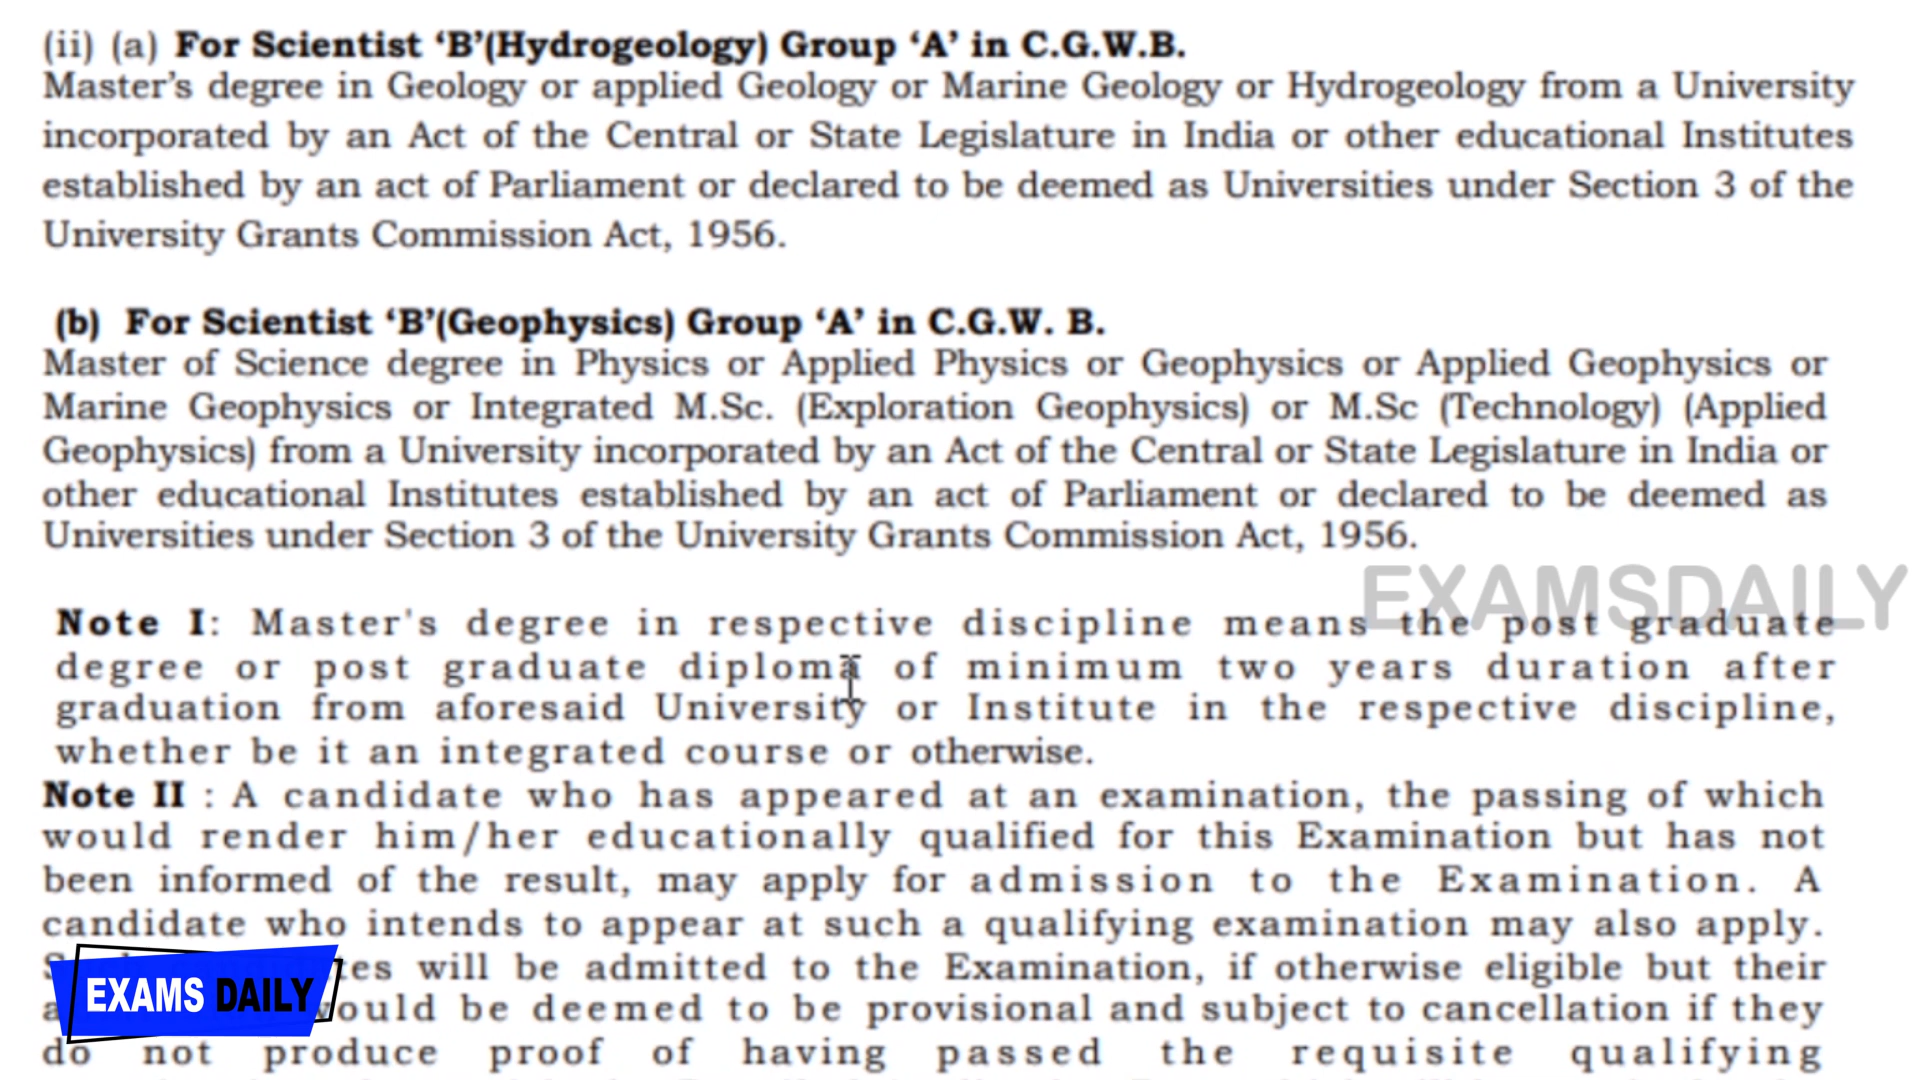 (ii) (a) For Scientist ‘B’(Hydrogeology) Group ‘A’ in C.G.W.B.
Master’s degree in Geology or applied Geology or Marine Geology or Hydrogeology from a University
incorporated by an Act of the Central or State Legislature in India or other educational Institutes
established by an act of Parliament or declared to be deemed as Universities under Section 3 of the
University Grants Commission Act, 1956.
(b) For Scientist ‘B’(Geophysics) Group ‘A’ in C.G.W. B.
Master of Science degree in Physics or Applied Physics or Geophysics or Applied Geophysics or
Marine Geophysics or Integrated M.Sc. (Exploration Geophysics) or M.Sc (Technology) (Applied
Geophysics) from a University incorporated by an Act of the Central or State Legislature in India or
other educational Institutes established by an act of Parliament or declared to be deemed as
Universities under Section 3 of the University Grants Commission Act, 1956.
EXAMSDAILY
Note I: Master's degree in respective discipline means the post graduate
degree or post graduate diploma of minimum two years duration after
graduation from aforesaid University or Institute in the respective discipline,
whether be it an integrated course or otherwise.
Note II : A candidate who has appeared at an examination, the passing of which
would render him/her educationally qualified for this Examination but has not
been informed of the result, may apply for admission to the Examination. A
candidate who intends to appear at such a qualifying examination may also apply.
will be admitted to the Examination, if otherwise eligible but their
would be deemed to be provisional and subject to cancellation if they
do not produce proof of having passed the requisite qualifying
EXAMS DAILY